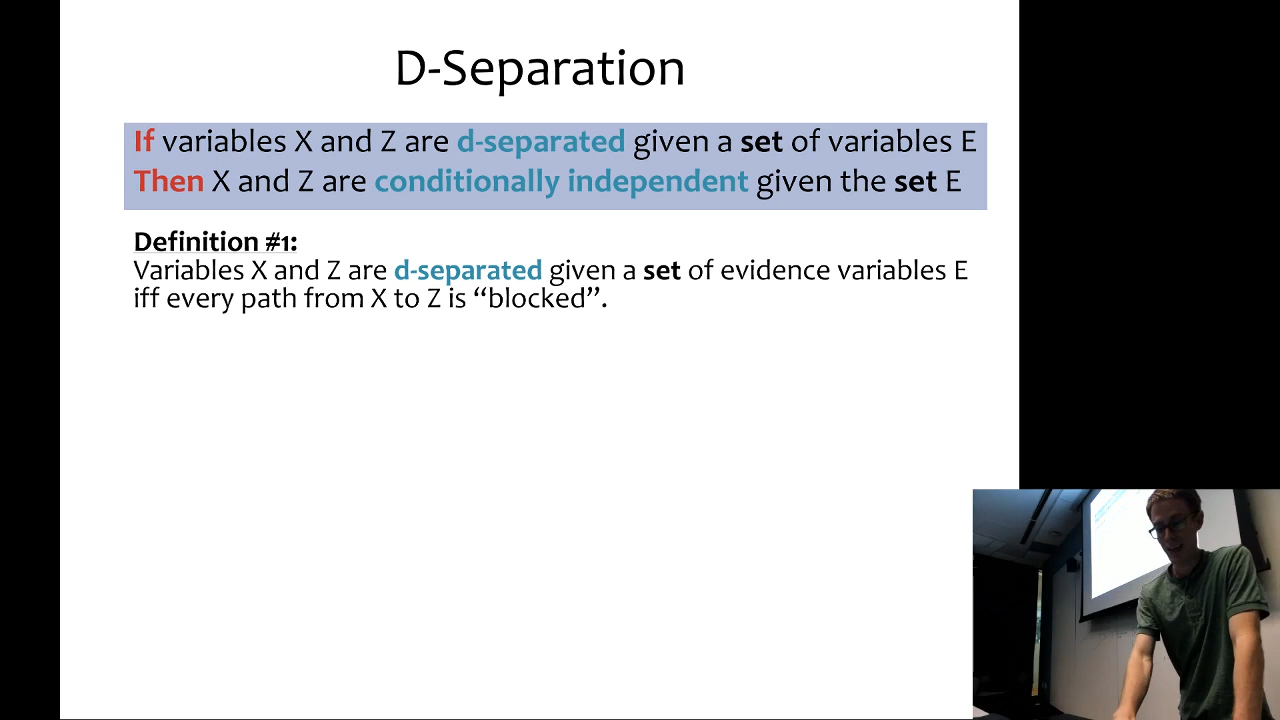 D-Separation
If variables X and Z are d-separated given a set of variables E
Then X and Z are conditionally independent given the set E
Definition #1:
Variables X and Z are d-separated given a set of evidence variables E
iff every path from X to Z is “blocked”.